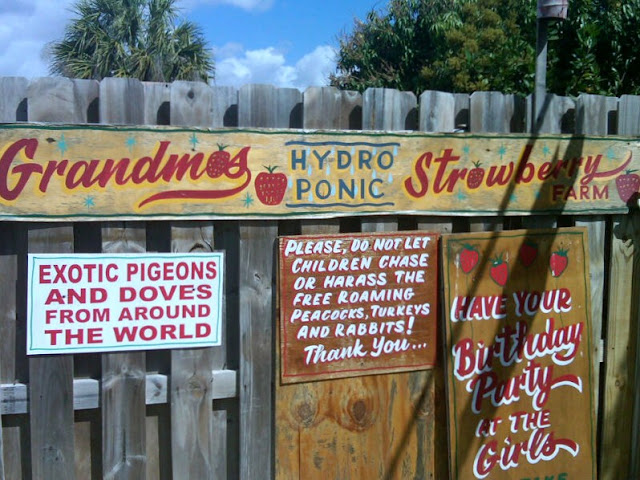 Grandmas HYDRO PONIC Strawberry FARM
EXOTIC PIGEONS
AND DOVES
FROM AROUND
THE WORLD
PLEASE, DO NOT LET
CHILDREN CHASE
OR HARASS THE
FREE ROAMING
PEACOCKS, TURKEYS
AND RABBITS!
Thank You...
HAVE YOUR
Birthday
Party
AT THE
Girls